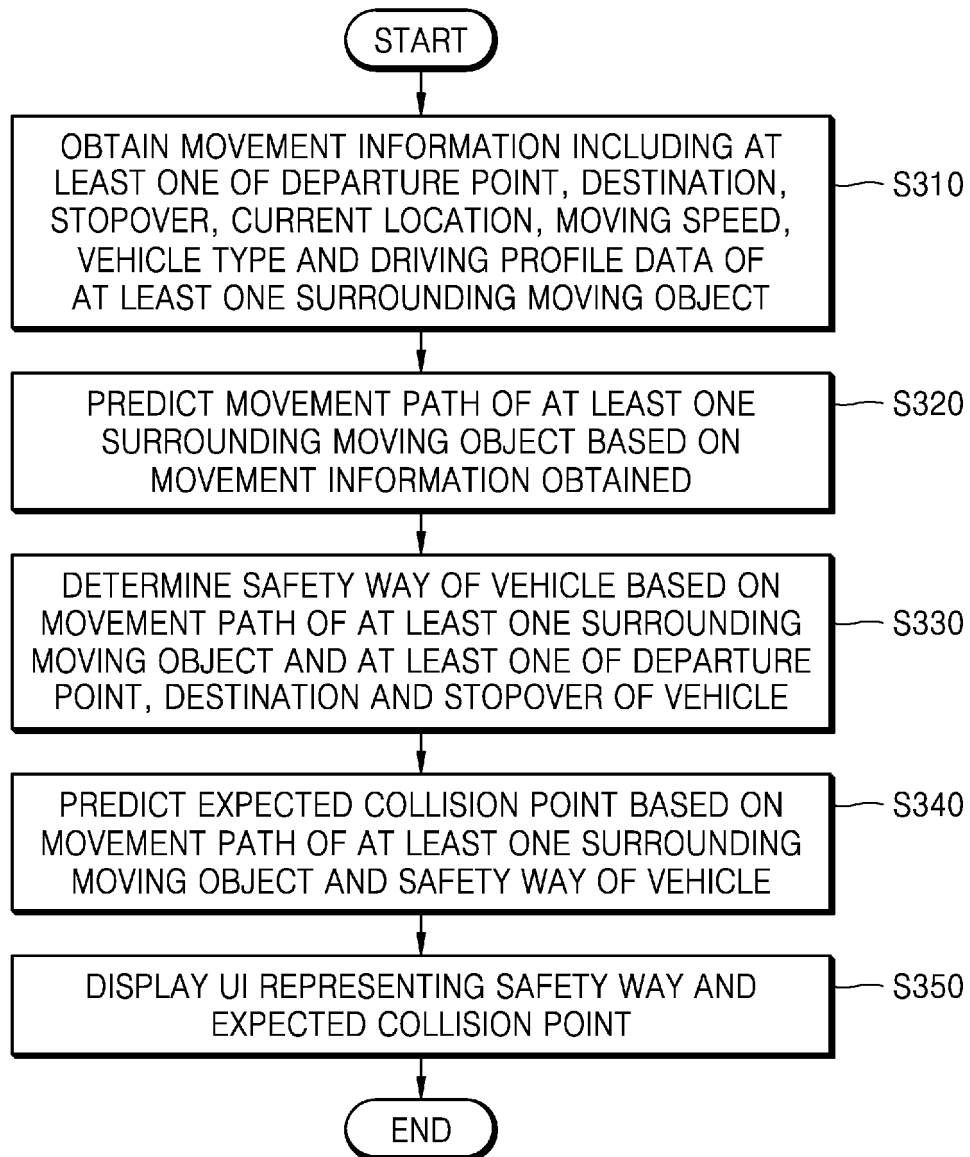 START
OBTAIN MOVEMENT INFORMATION INCLUDING AT
LEAST ONE OF DEPARTURE POINT, DESTINATION,
STOPOVER, CURRENT LOCATION, MOVING SPEED,
VEHICLE TYPE AND DRIVING PROFILE DATA OF
AT LEAST ONE SURROUNDING MOVING OBJECT
S310
PREDICT MOVEMENT PATH OF AT LEAST ONE
SURROUNDING MOVING OBJECT BASED ON
MOVEMENT INFORMATION OBTAINED
S320
DETERMINE SAFETY WAY OF VEHICLE BASED ON
MOVEMENT PATH OF AT LEAST ONE SURROUNDING
MOVING OBJECT AND AT LEAST ONE OF DEPARTURE
POINT, DESTINATION AND STOPOVER OF VEHICLE
S330
PREDICT EXPECTED COLLISION POINT BASED ON
MOVEMENT PATH OF AT LEAST ONE SURROUNDING
MOVING OBJECT AND SAFETY WAY OF VEHICLE
S340
DISPLAY UI REPRESENTING SAFETY WAY AND
EXPECTED COLLISION POINT
S350
END